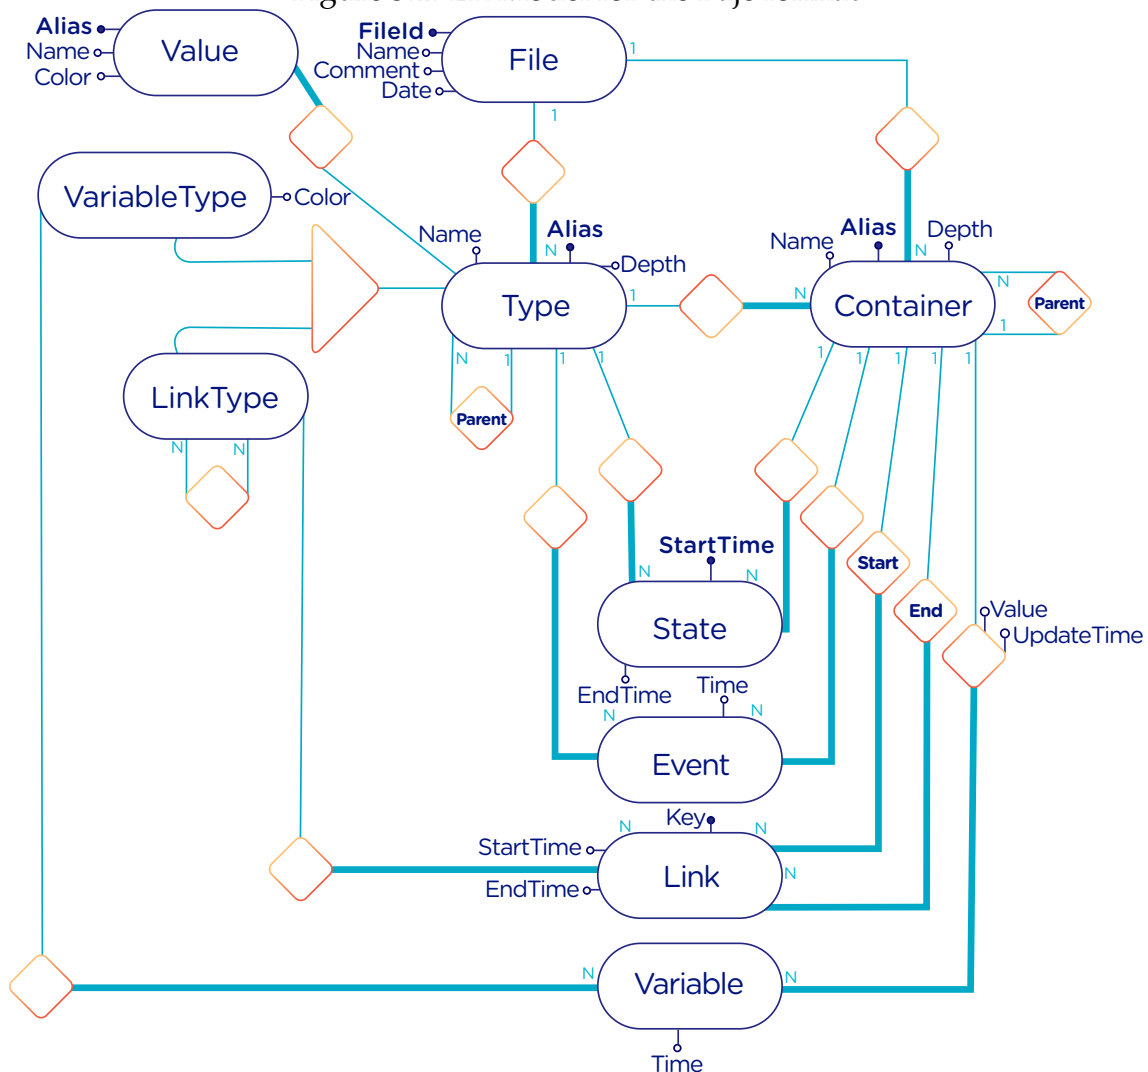 Alias
Name
Color
Value
FileId
Name
Comment
Date
File
1
1
VariableType
Color
Name
Alias
N
Depth
Type
1
N
Name
Alias
N
Depth
Container
N
Parent
1
LinkType
N
N
N
1
1
1
Parent
1
1
1
1
1
StartTime
N
N
State
EndTime
Start
End
Value
UpdateTime
Time
N
N
Event
Key
N
N
StartTime
EndTime
Link
N
N
Variable
N
Time